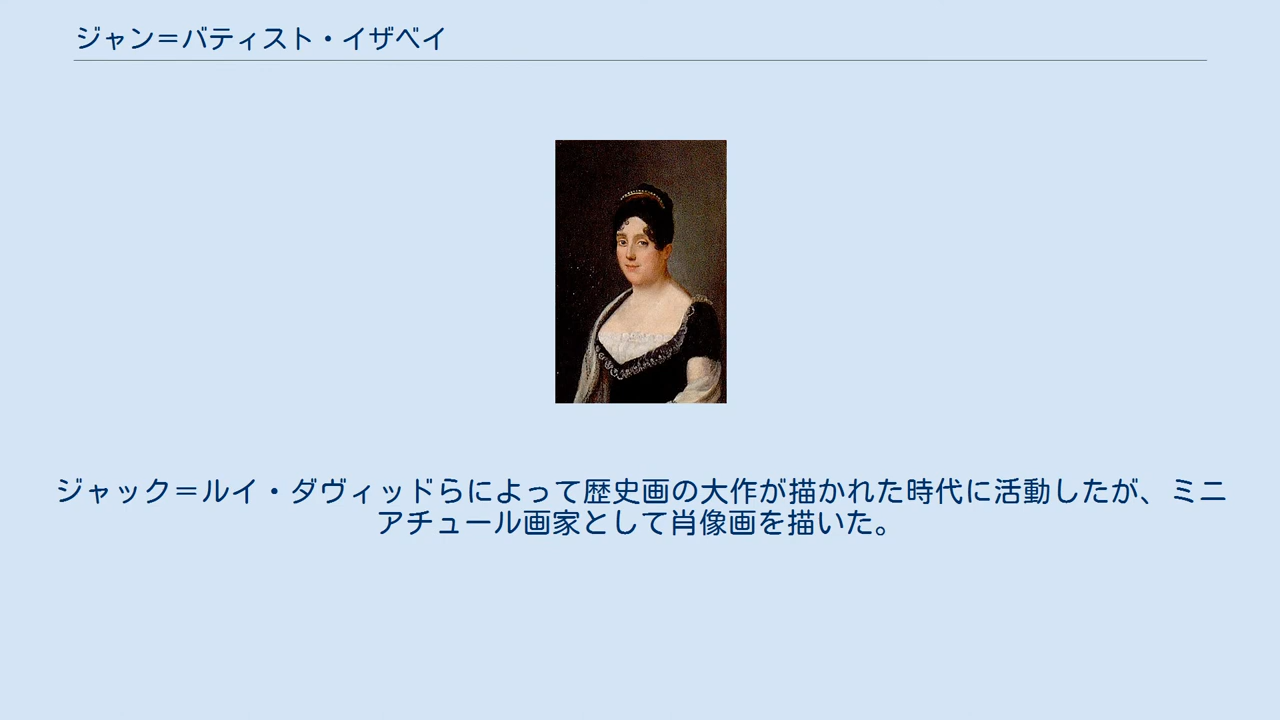 ジャン＝バティスト・イザベイ
ジャック＝ルイ・ダヴィッドらによって歴史画の大作が描かれた時代に活動したが、ミニ
アチュール画家として肖像画を描いた。